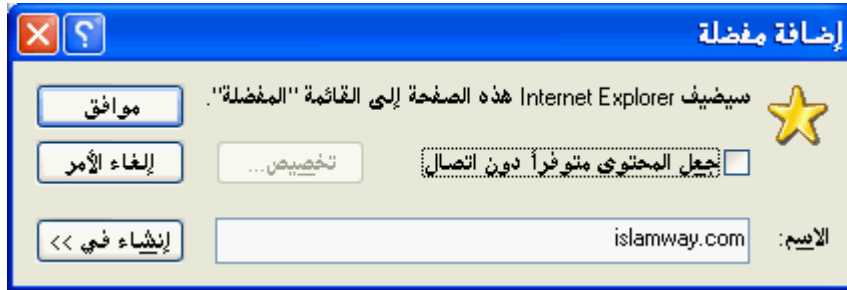 إضافة مفضلة
سيضيف Internet Explorer هذه الصفحة إلى القائمة "المفضلة".
موافق
جعل المحتوى متوفراً دون اتصال
تخصيص...
إلغاء الأمر
الاسم:
islamway.com
إنشاء في >>